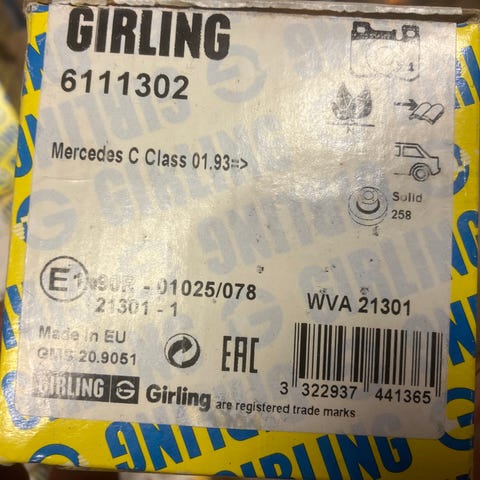 GIRLING
6111302
Mercedes C Class 01.93=>
Solid
258
E1 90R - 01025/078
21301 - 1
WVA 21301
Made in EU
GMS 20.9051
EAC
3 322937 441365
GIRLING G Girling are registered trade marks